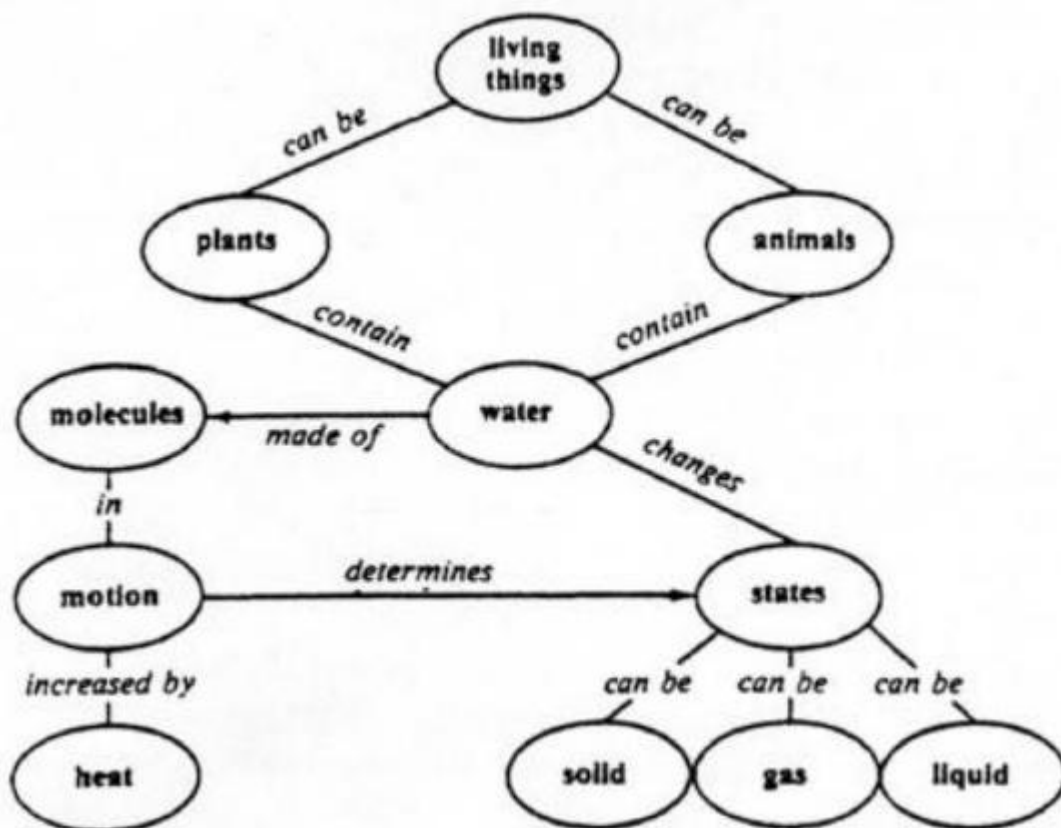 living
things
can be
can be
plants
animals
contain
contain
molecules
made of
water
changes
in
motion
determines
states
increased by
can be
can be
can be
heat
solid
gas
liquid